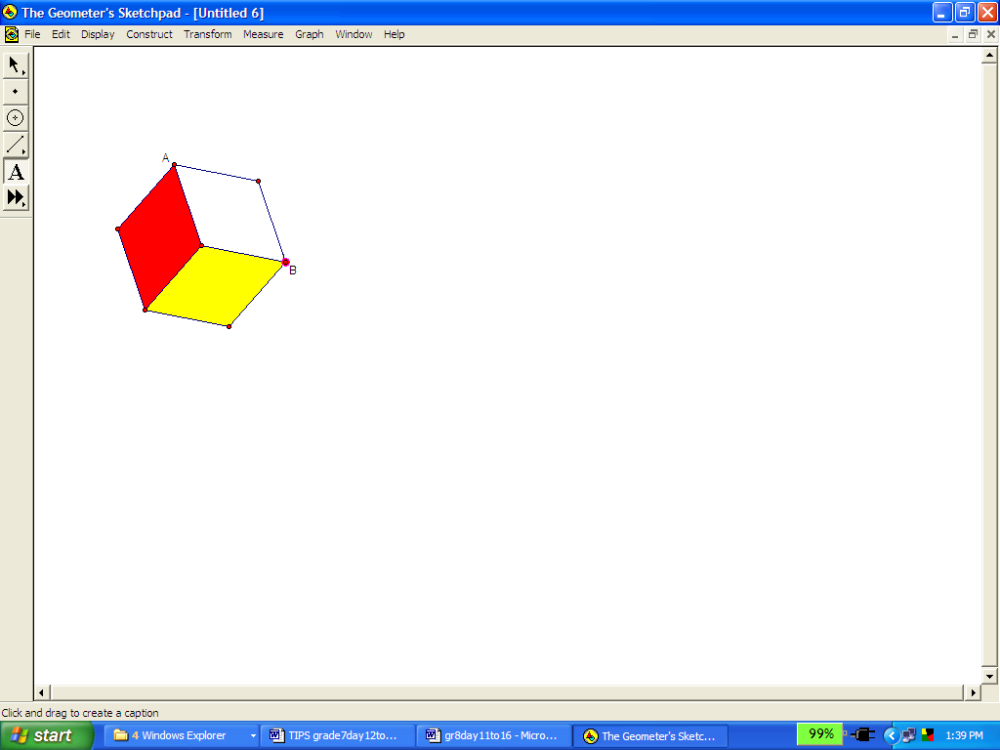 The Geometer's Sketchpad - [Untitled 6]
File Edit Display Construct Transform Measure Graph Window Help
A
A
B
Click and drag to create a caption
start 4 Windows Explorer TIPS grade7day12to... gr8day11to16 - Micro... The Geometer's Sketc... 99% 1:39 PM